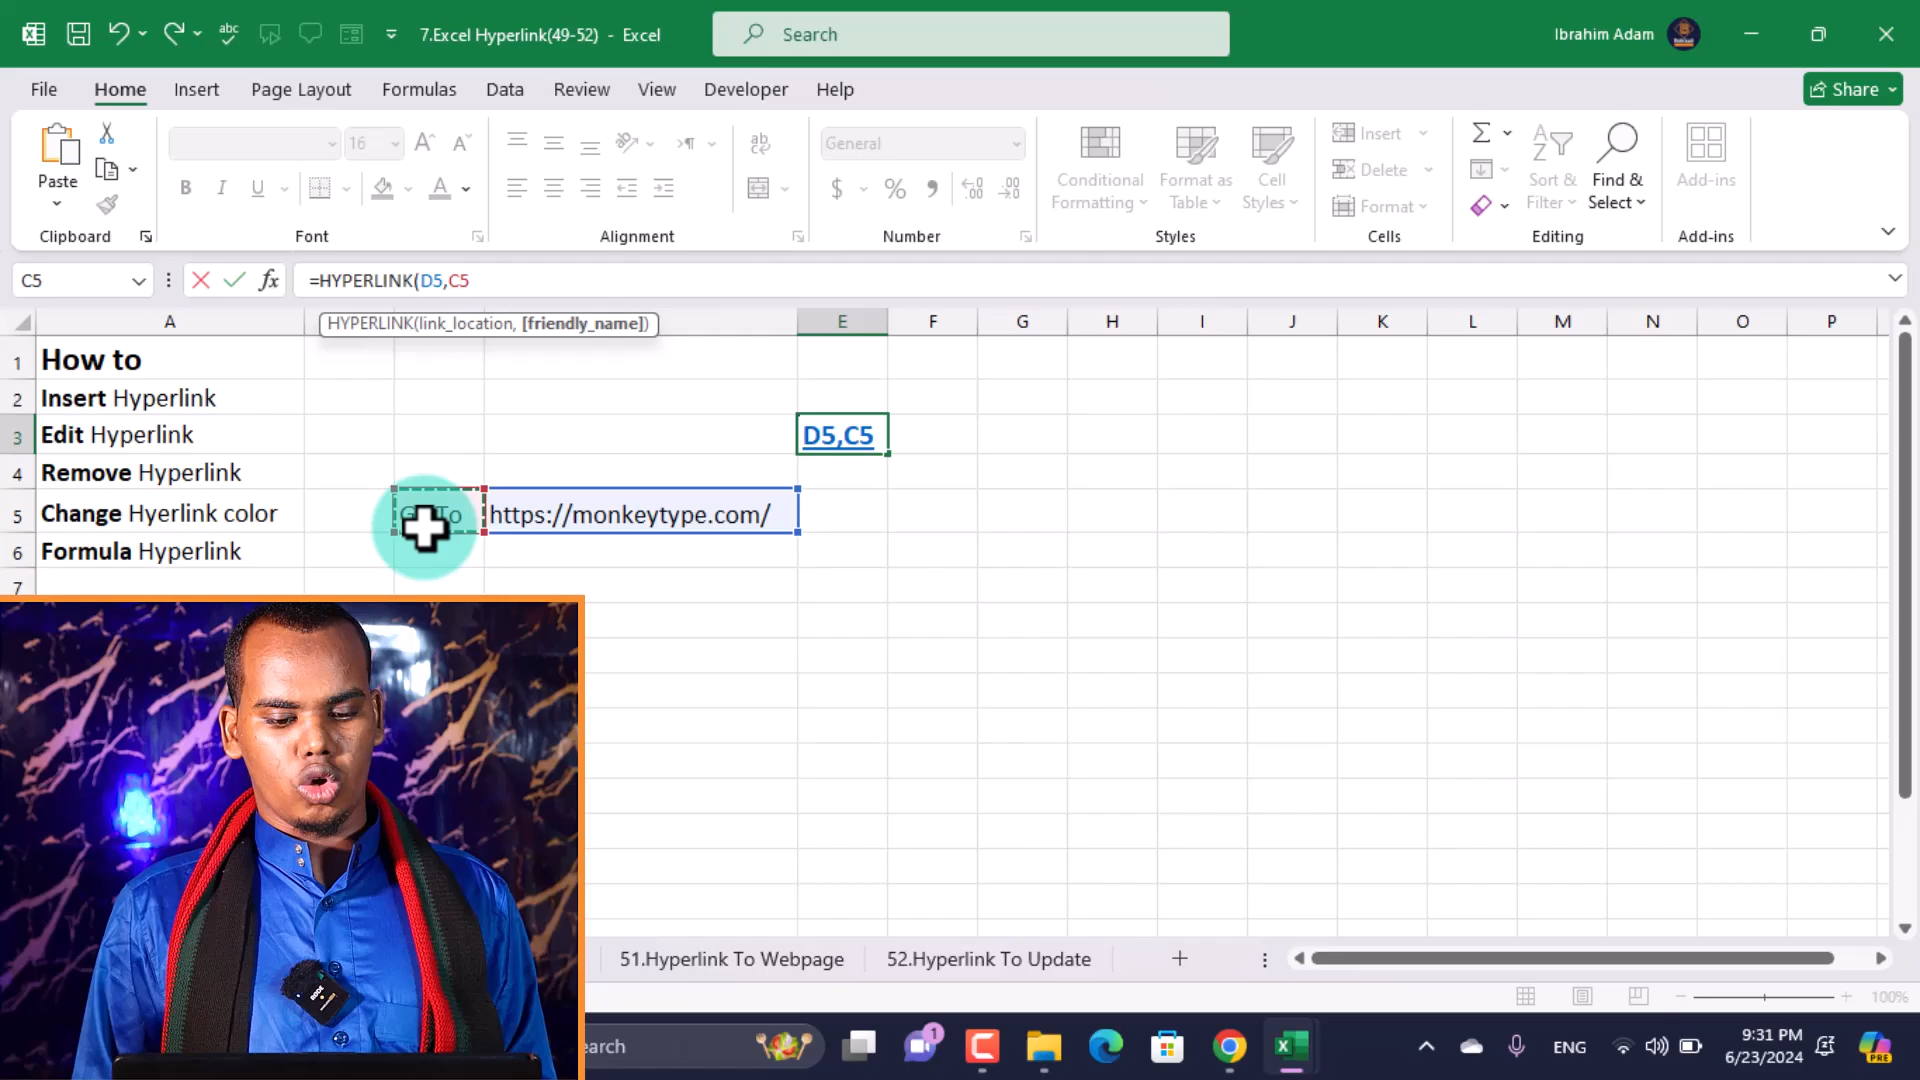 7.Excel Hyperlink(49-52) - Excel
Search
Ibrahim Adam
File Home Insert Page Layout Formulas Data Review View Developer Help
Share
Paste
16
General
Conditional Formatting
Format as Table
Cell Styles
Insert
Delete
Format
Sort & Filter
Find & Select
Add-ins
Clipboard Font Alignment Number Styles Cells Editing Add-ins
C5
fx
=HYPERLINK(D5,C5
HYPERLINK(link_location, [friendly_name])
A E F G H I J K L M N O P
1 How to
2 Insert Hyperlink
3 Edit Hyperlink D5,C5
4 Remove Hyperlink
5 Change Hyerlink color https://monkeytype.com/
6 Formula Hyperlink
7
RODE
51.Hyperlink To Webpage 52.Hyperlink To Update
100%
earch
1
ENG
9:31 PM
6/23/2024
PRE